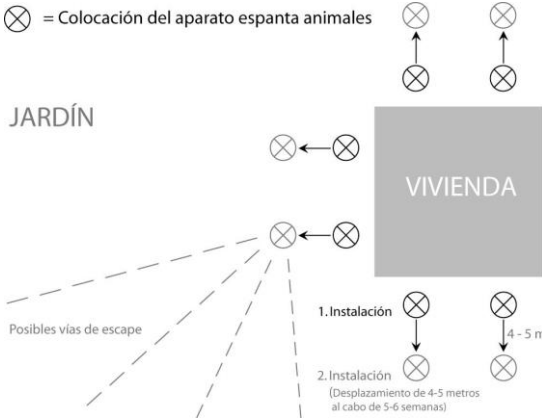 = Colocación del aparato espanta animales
JARDÍN
VIVIENDA
1. Instalación
4 - 5 m
Posibles vías de escape
2. Instalación
(Desplazamiento de 4-5 metros
al cabo de 5-6 semanas)